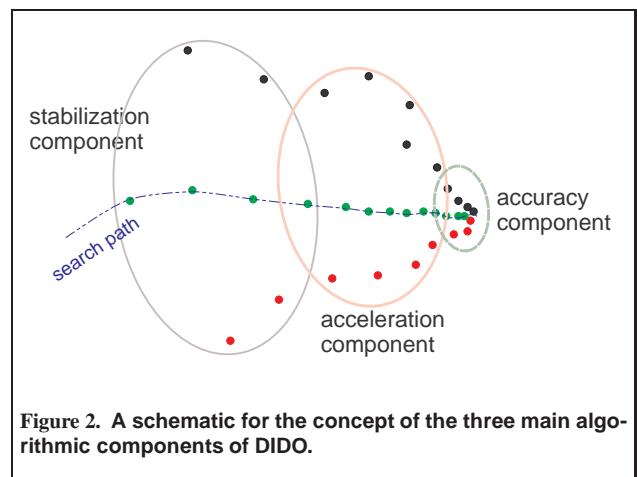 stabilization
component
accuracy
component
search path
acceleration
component
Figure 2. A schematic for the concept of the three main algo-
rithmic components of DIDO.